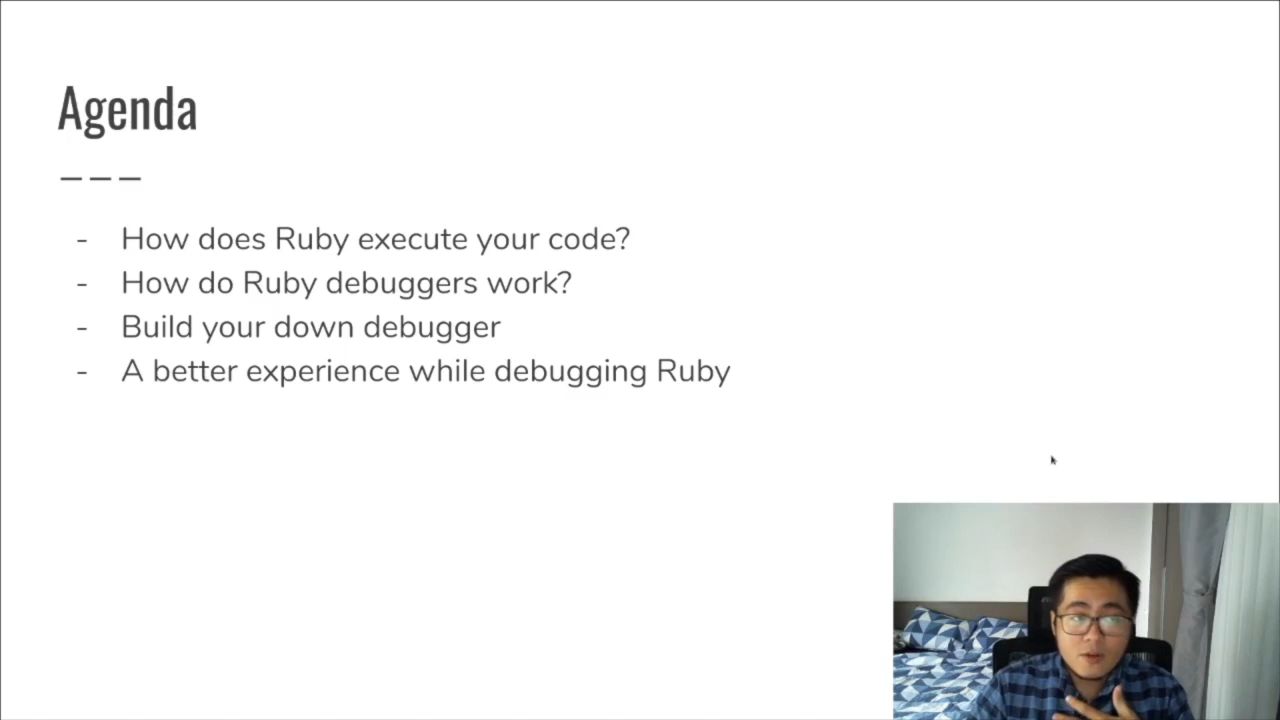 Agenda
- How does Ruby execute your code?
- How do Ruby debuggers work?
- Build your down debugger
- A better experience while debugging Ruby